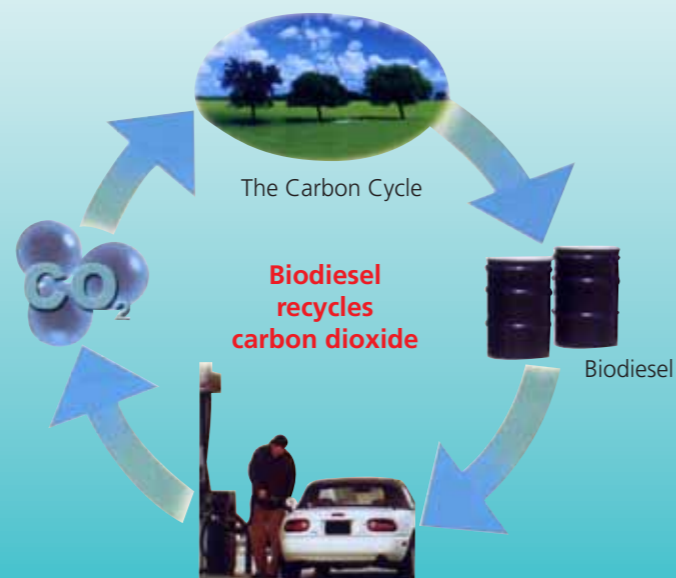 The Carbon Cycle
CO₂
Biodiesel
recycles
carbon dioxide
Biodiesel